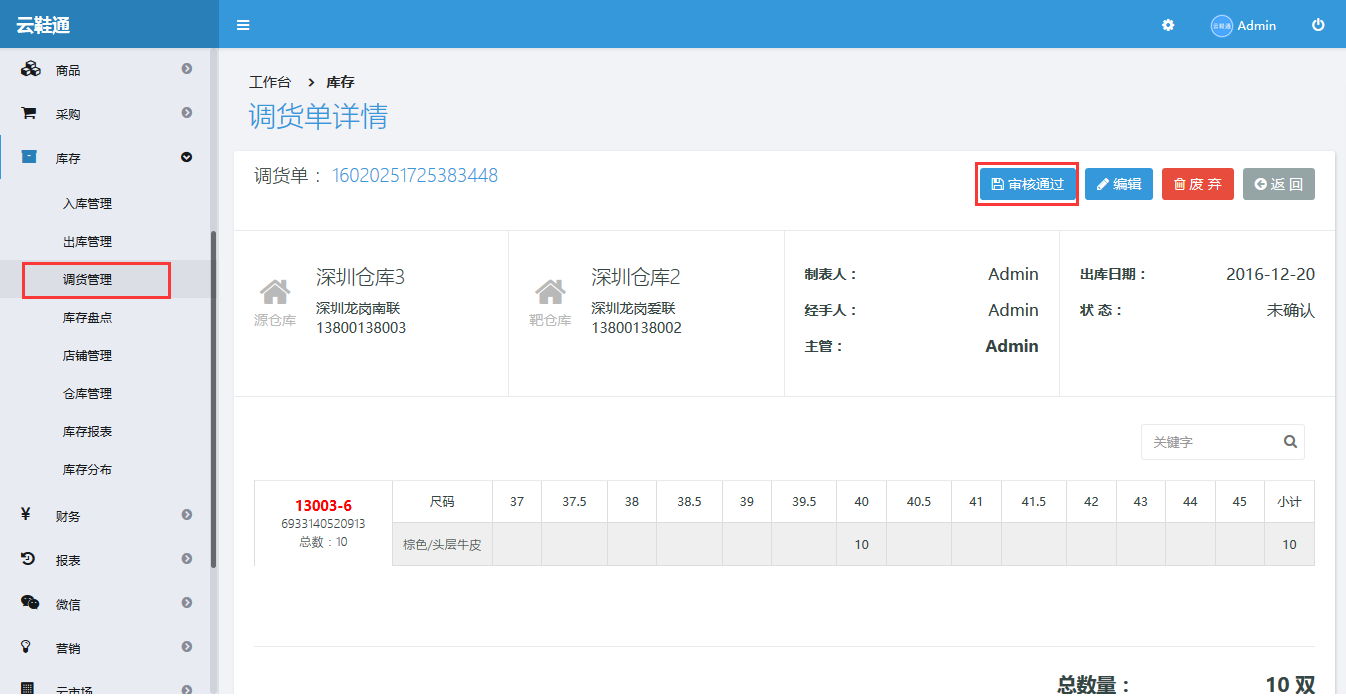 云鞋通
云鞋通 Admin
商品
采购
库存
入库管理
出库管理
调货管理
库存盘点
店铺管理
仓库管理
库存报表
库存分布
财务
报表
微信
营销
云市场
工作台 > 库存
调货单详情
调货单： 16020251725383448
审核通过 编辑 废 弃 返 回
源仓库
深圳仓库3
深圳龙岗南联
13800138003
靶仓库
深圳仓库2
深圳龙岗爱联
13800138002
制表人： Admin
经手人： Admin
主管： Admin
出库日期： 2016-12-20
状 态： 未确认
关键字
13003-6
6933140520913
总数：10
尺码 37 37.5 38 38.5 39 39.5 40 40.5 41 41.5 42 43 44 45 小计
棕色/头层牛皮 10 10
总数量： 10 双